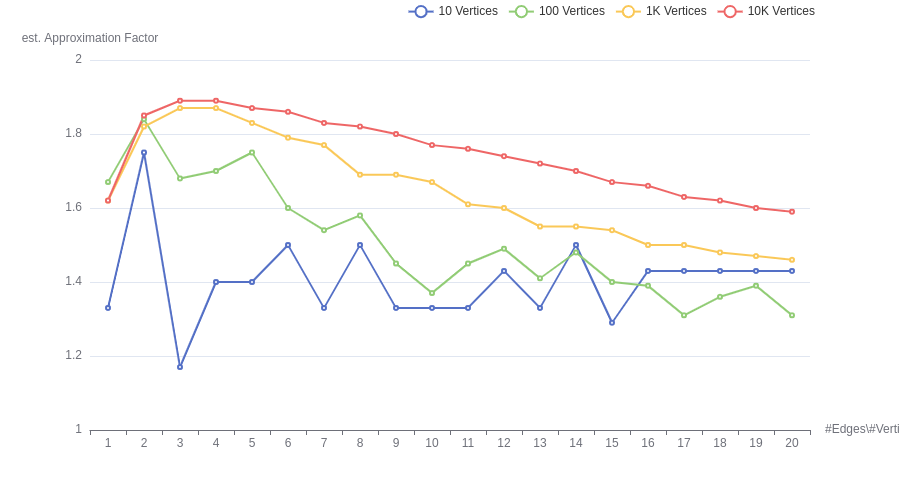 10 Vertices 100 Vertices 1K Vertices 10K Vertices
est. Approximation Factor
2
1.8
1.6
1.4
1.2
1
1 2 3 4 5 6 7 8 9 10 11 12 13 14 15 16 17 18 19 20
#Edges\#Verti